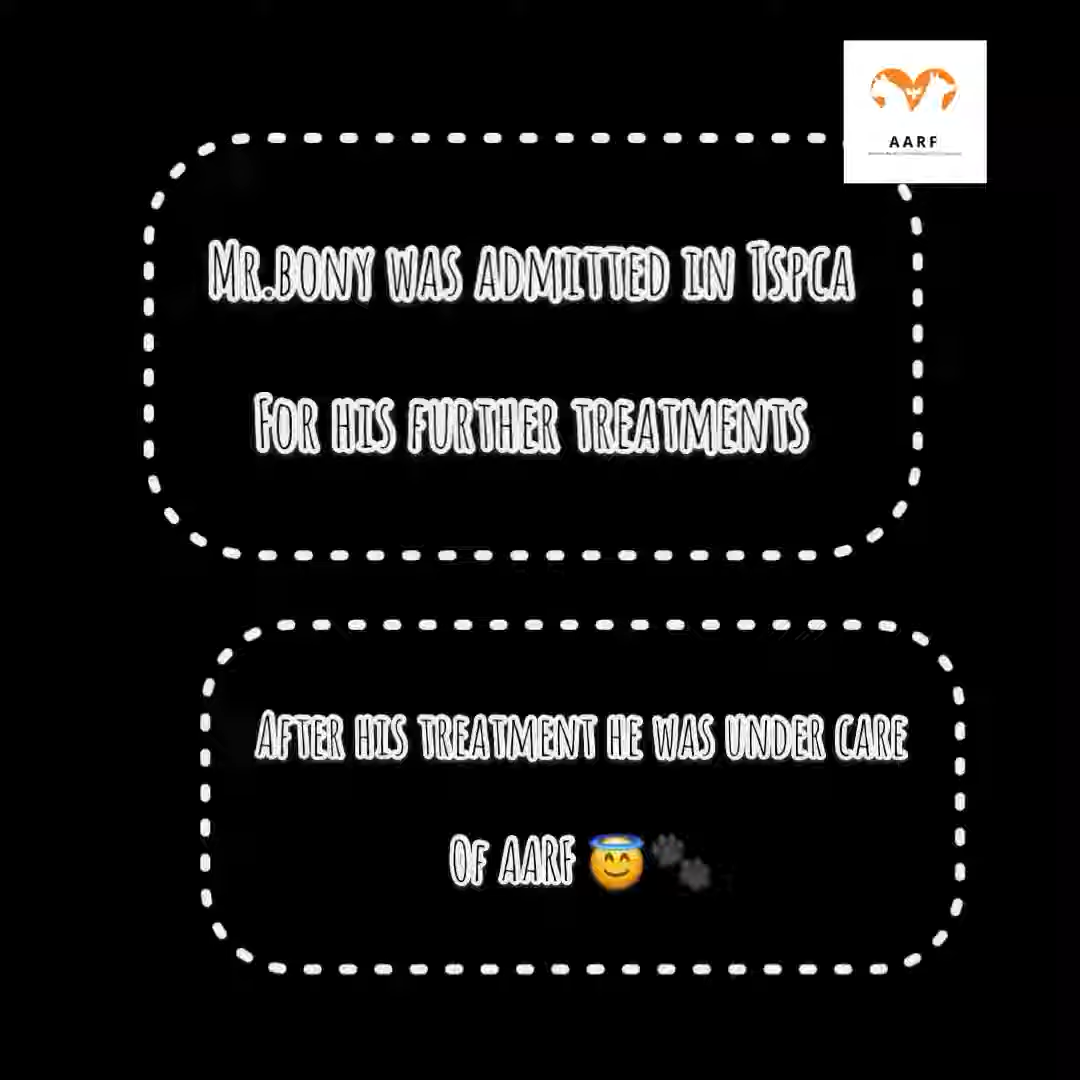 AARF
Mr.bony was admitted in Tspca
For his further treatments
After his treatment he was under care
Of AARF 😇🐾